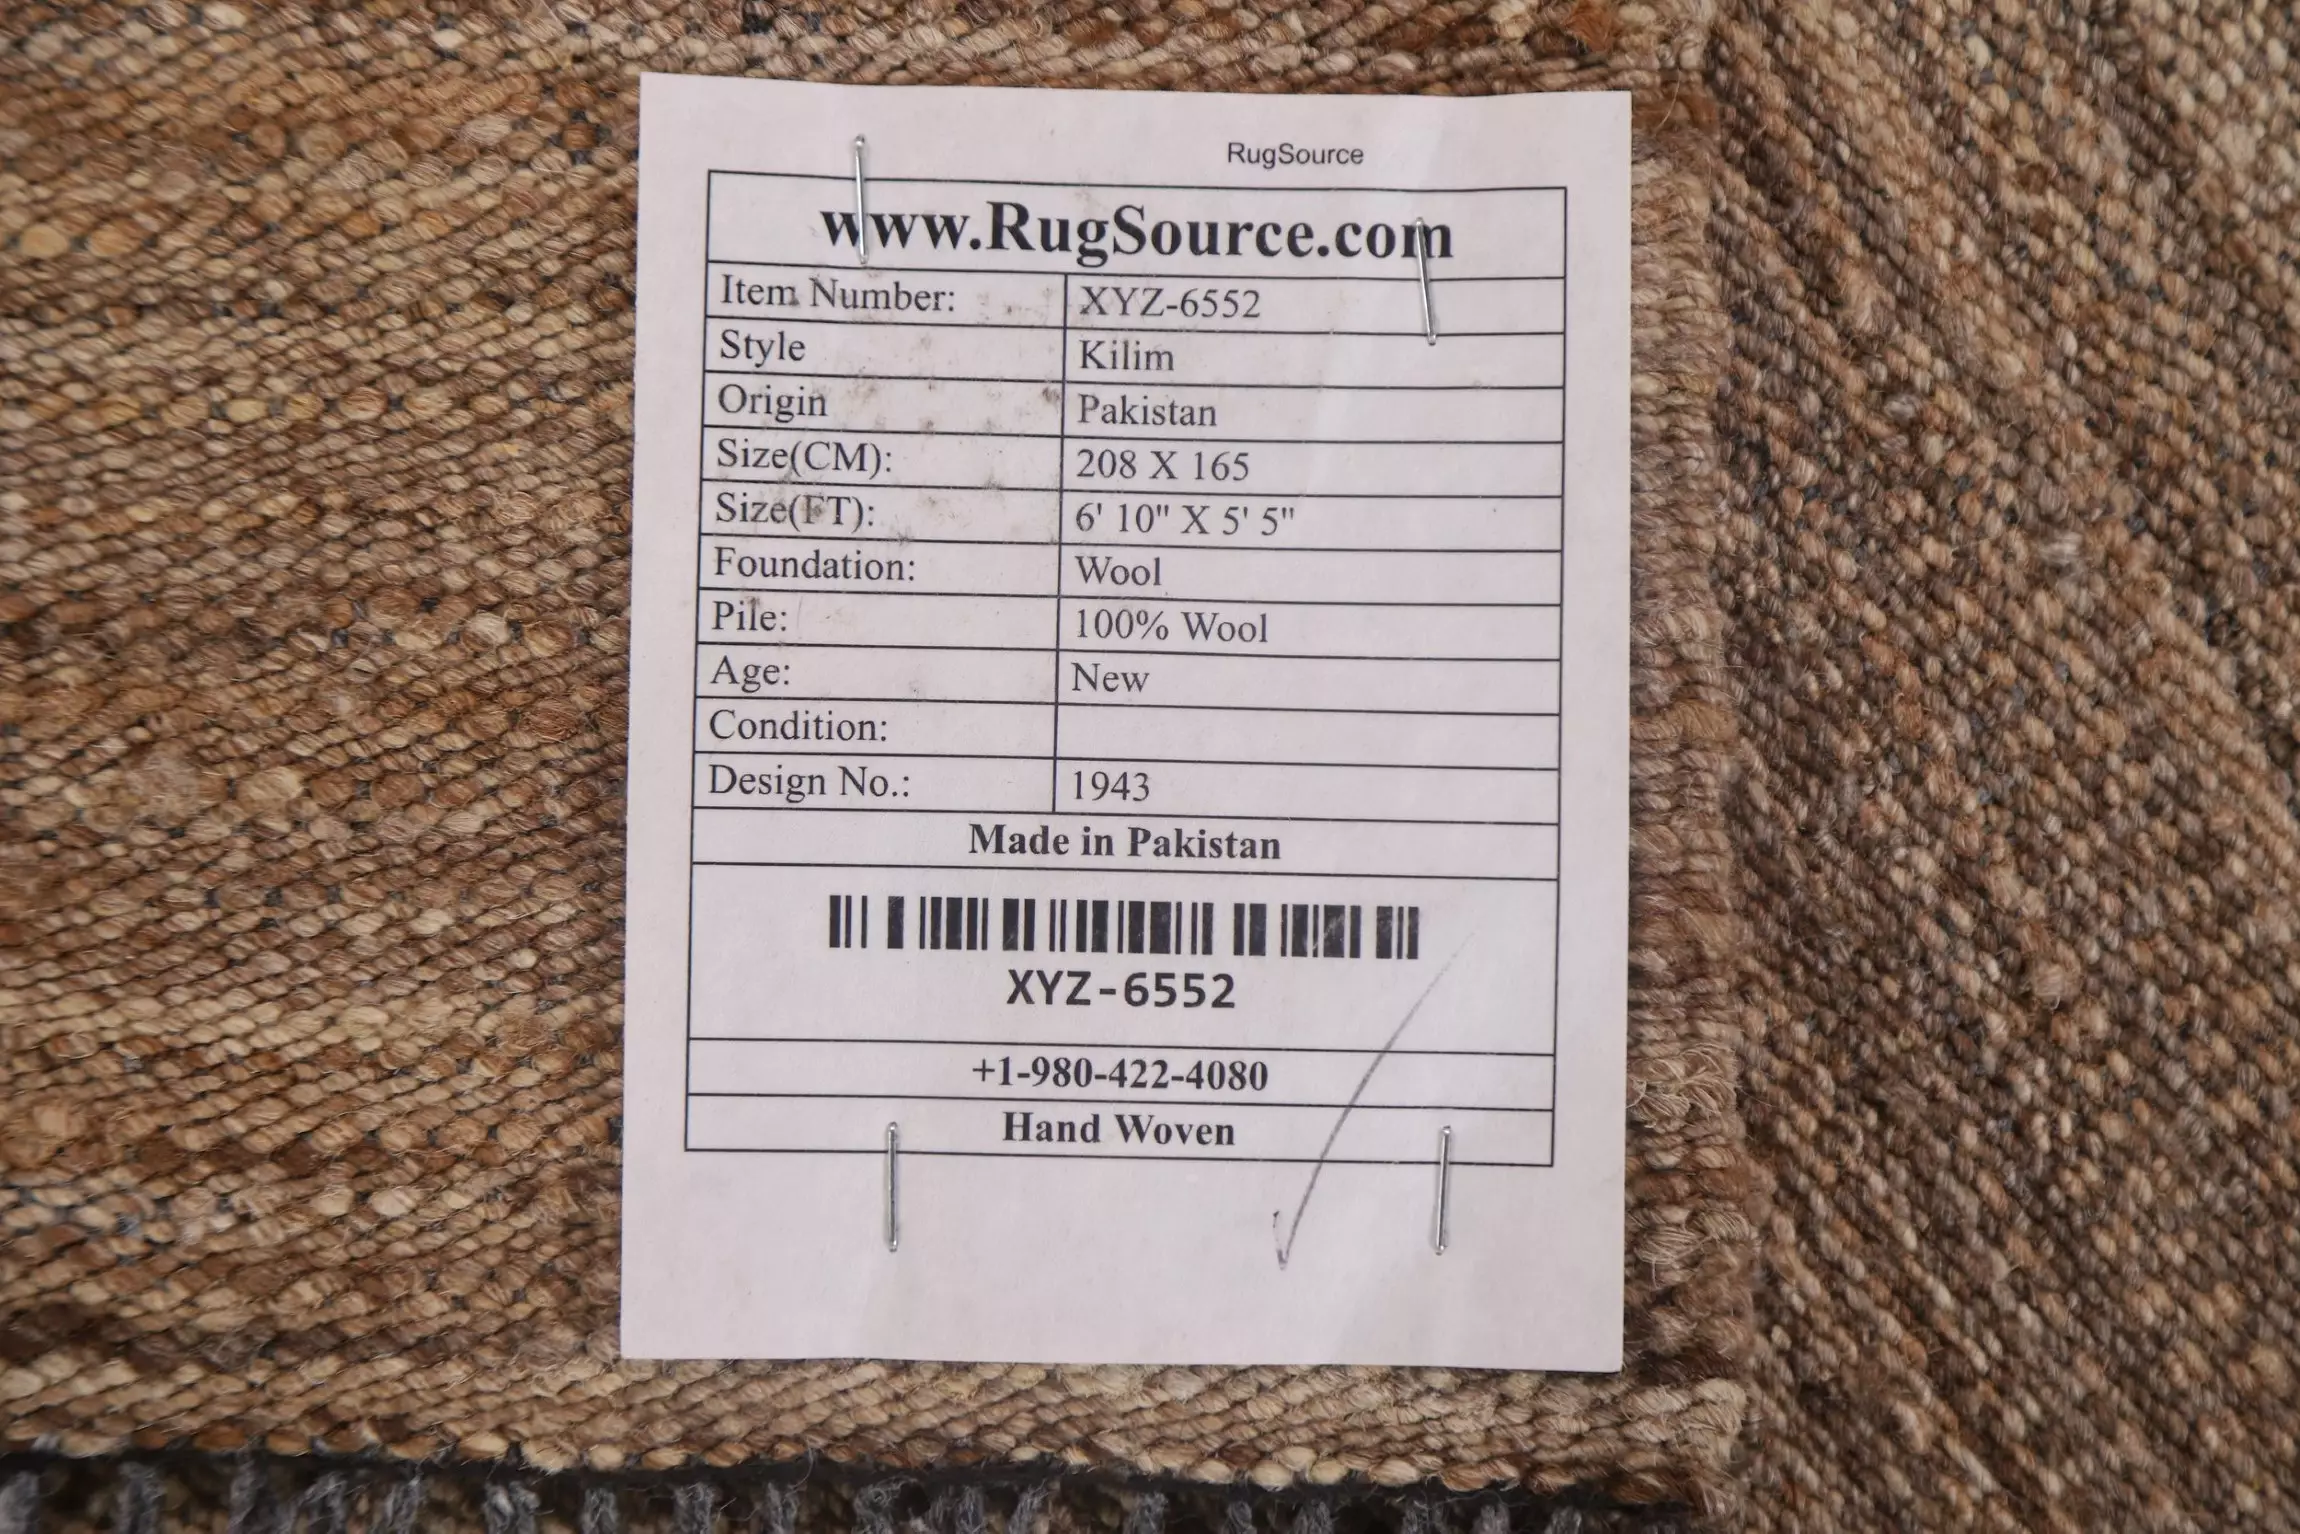 RugSource
www.RugSource.com
Item Number: XYZ-6552
Style Kilim
Origin Pakistan
Size(CM): 208 X 165
Size(FT): 6' 10" X 5' 5"
Foundation: Wool
Pile: 100% Wool
Age: New
Condition:
Design No.: 1943
Made in Pakistan
XYZ-6552
+1-980-422-4080
Hand Woven